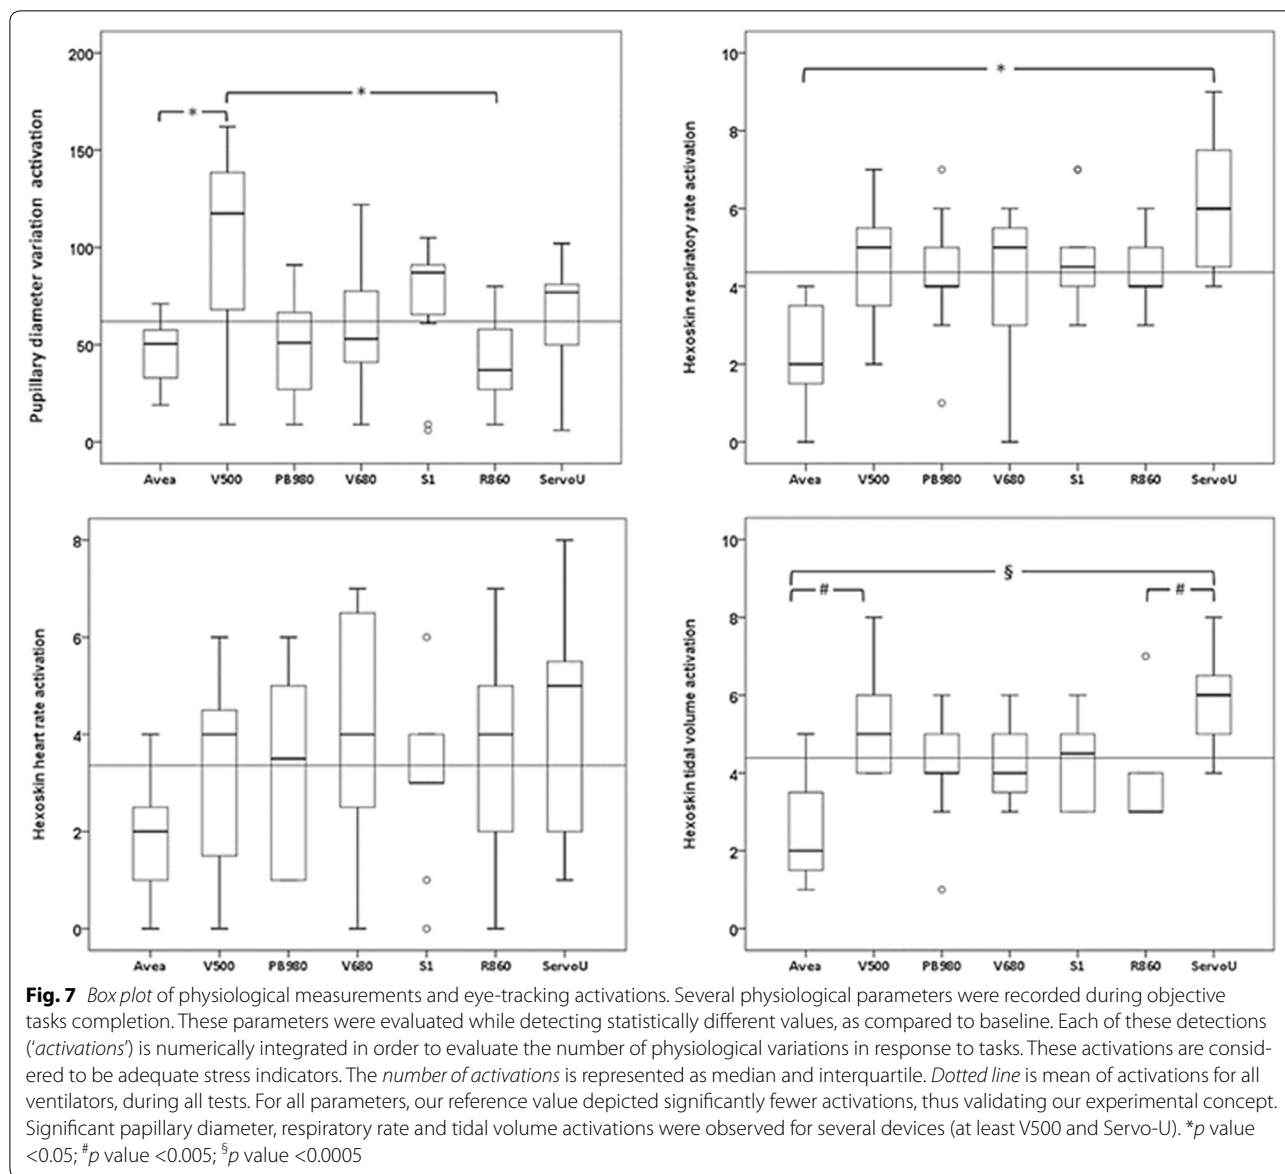 200
150
100
50
0
Pupillary diameter variation activation
*
*
Avea V500 PB980 V680 S1 R860 ServoU
10
8
6
4
2
0
Hexoskin respiratory rate activation
*
Avea V500 PB980 V680 S1 R860 ServoU
8
6
4
2
0
Hexoskin heart rate activation
Avea V500 PB980 V680 S1 R860 ServoU
10
8
6
4
2
0
Hexoskin tidal volume activation
§
#
#
Avea V500 PB980 V680 S1 R860 ServoU
Fig. 7 Box plot of physiological measurements and eye-tracking activations. Several physiological parameters were recorded during objective
tasks completion. These parameters were evaluated while detecting statistically different values, as compared to baseline. Each of these detections
(‘activations’) is numerically integrated in order to evaluate the number of physiological variations in response to tasks. These activations are consid-
ered to be adequate stress indicators. The number of activations is represented as median and interquartile. Dotted line is mean of activations for all
ventilators, during all tests. For all parameters, our reference value depicted significantly fewer activations, thus validating our experimental concept.
Significant papillary diameter, respiratory rate and tidal volume activations were observed for several devices (at least V500 and Servo-U). *p value
<0.05; #p value <0.005; §p value <0.0005